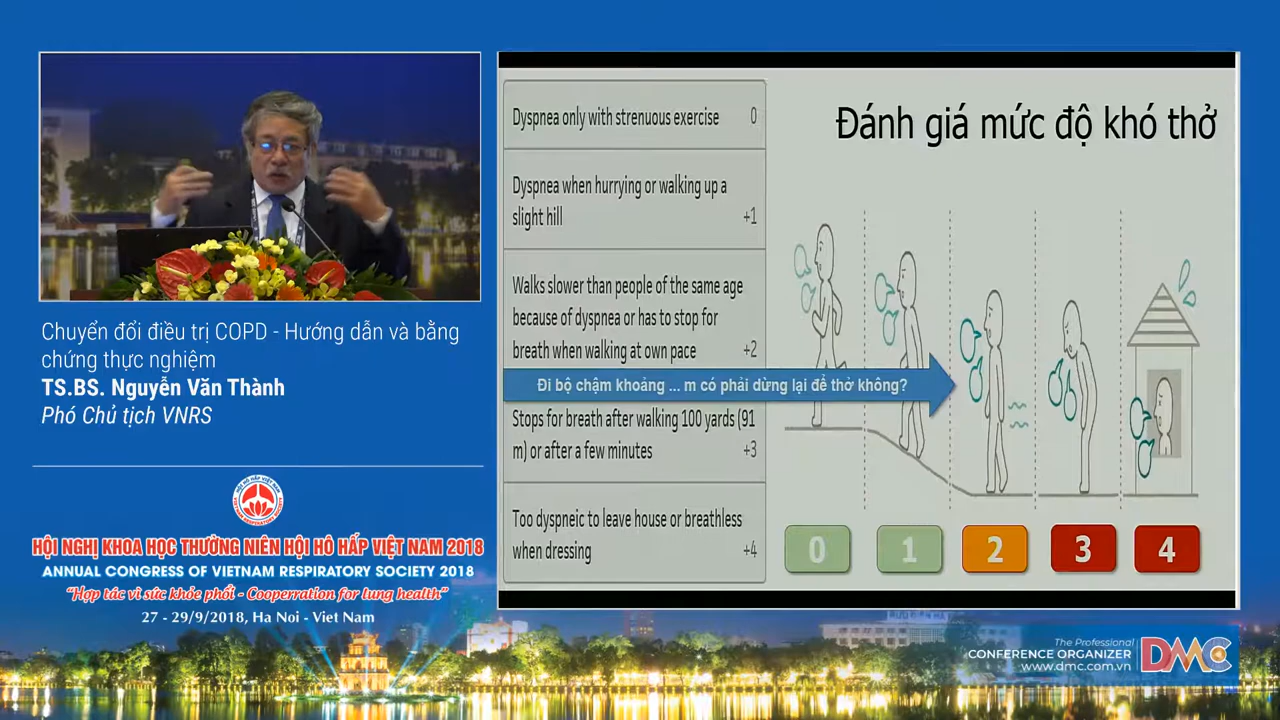 Chuyển đổi điều trị COPD - Hướng dẫn và bằng
chứng thực nghiệm
TS.BS. Nguyễn Văn Thành
Phó Chủ tịch VNRS
HỘI NGHỊ KHOA HỌC THƯỜNG NIÊN HỘI HÔ HẤP VIỆT NAM 2018
ANNUAL CONGRESS OF VIETNAM RESPIRATORY SOCIETY 2018
"Hợp tác vì sức khỏe phổi - Cooperration for lung health"
27 - 29/9/2018, Ha Noi - Viet Nam
Dyspnea only with strenuous exercise 0
Dyspnea when hurrying or walking up a
slight hill +1
Walks slower than people of the same age
because of dyspnea or has to stop for
breath when walking at own pace +2
Đi bộ chậm khoảng ... m có phải dừng lại để thở không?
Stops for breath after walking 100 yards (91
m) or after a few minutes +3
Too dyspneic to leave house or breathless
when dressing +4
Đánh giá mức độ khó thở
0 1 2 3 4
The Professional
CONFERENCE ORGANIZER
www.dmc.com.vn
DMC